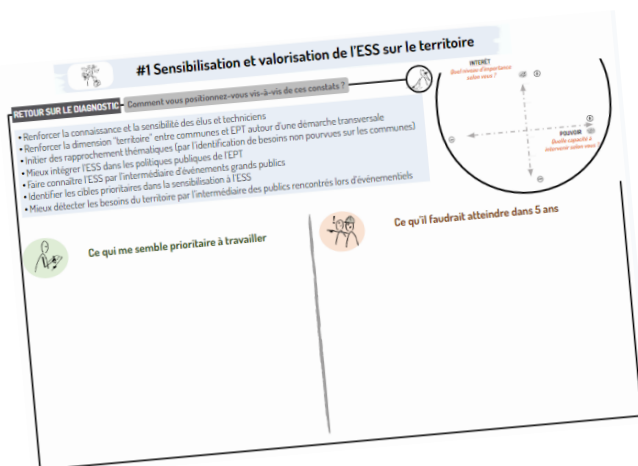 #1 Sensibilisation et valorisation de l'ESS sur le territoire
RETOUR SUR LE DIAGNOSTIC - Comment vous positionnez-vous vis-à-vis de ces constats ?
• Renforcer la connaissance et la sensibilité des élus et techniciens
• Renforcer la dimension "territoire" entre communes et EPT autour d'une démarche transversale
• Initier des rapprochement thématiques (par l'identification de besoins non pourvues sur les communes)
• Mieux intégrer l'ESS dans les politiques publiques de l'EPT
• Faire connaître l'ESS par l'intermédiaire d'événements grands publics
• Identifier les cibles prioritaires dans la sensibilisation à l'ESS
• Mieux détecter les besoins du territoire par l'intermédiaire des publics rencontrés lors d'évènementiels
INTERÊT
Quel niveau d'importance
selon vous ?
POUVOIR
Quelle capacité à
intervenir selon vous ?
Ce qui me semble prioritaire à travailler
Ce qu'il faudrait atteindre dans 5 ans